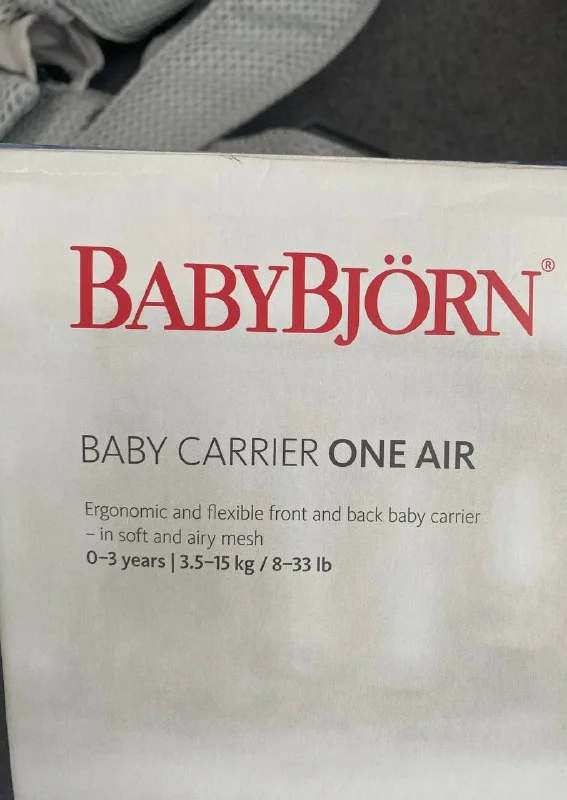 BABYBJÖRN®
BABY CARRIER ONE AIR
Ergonomic and flexible front and back baby carrier
– in soft and airy mesh
0–3 years | 3.5–15 kg / 8–33 lb